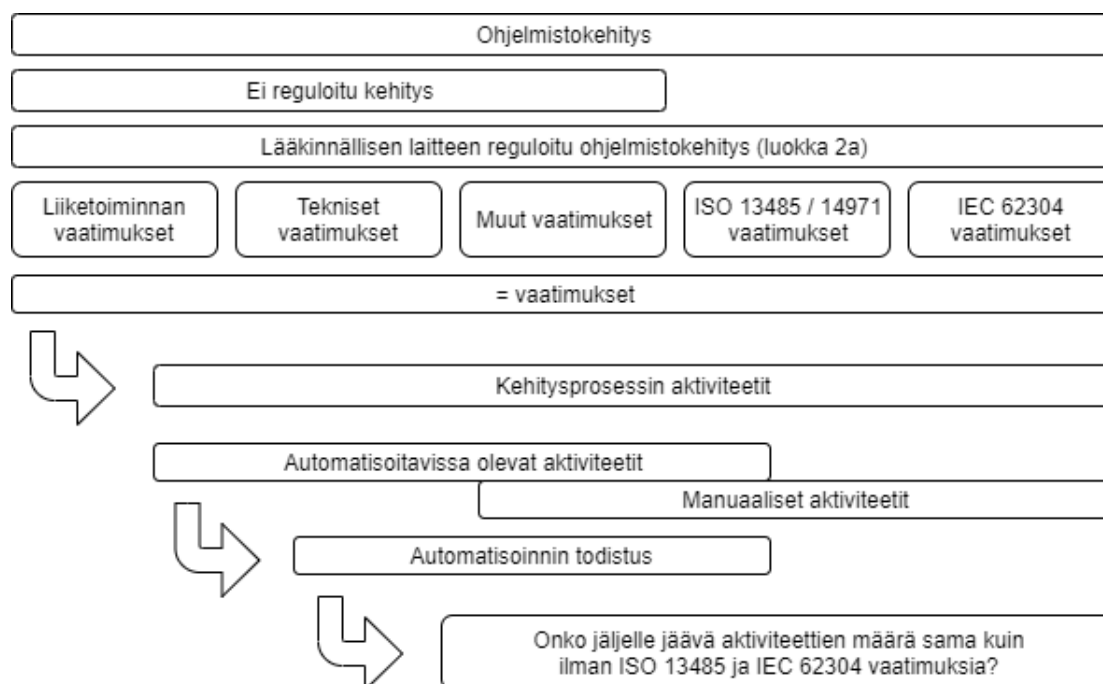 Ohjelmistokehitys
Ei reguloitu kehitys
Lääkinnällisen laitteen reguloitu ohjelmistokehitys (luokka 2a)
Liiketoiminnan
vaatimukset
Tekniset
vaatimukset
Muut vaatimukset
ISO 13485 / 14971
vaatimukset
IEC 62304
vaatimukset
= vaatimukset
Kehitysprosessin aktiviteetit
Automatisoitavissa olevat aktiviteetit
Manuaaliset aktiviteetit
Automatisoinnin todistus
Onko jäljelle jäävä aktiviteettien määrä sama kuin
ilman ISO 13485 ja IEC 62304 vaatimuksia?